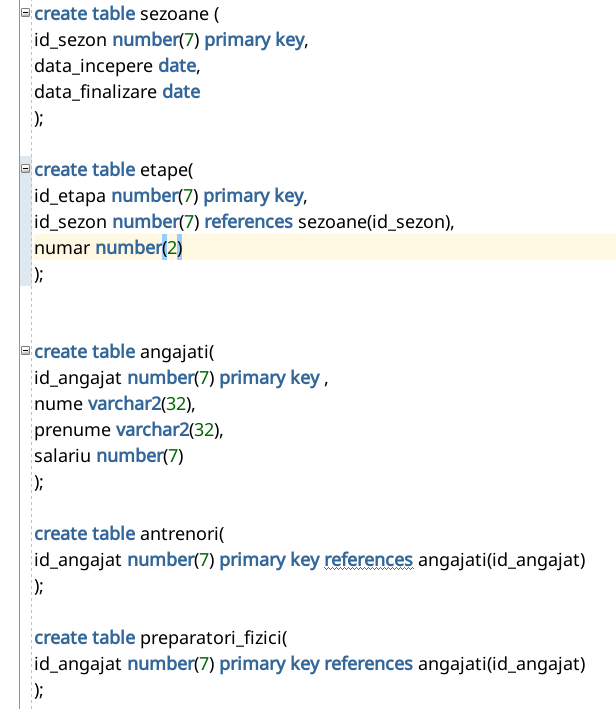 create table sezoane (
id_sezon number(7) primary key,
data_incepere date,
data_finalizare date
);
create table etape(
id_etapa number(7) primary key,
id_sezon number(7) references sezoane(id_sezon),
numar number(2)
);
create table angajati(
id_angajat number(7) primary key ,
nume varchar2(32),
prenume varchar2(32),
salariu number(7)
);
create table antrenori(
id_angajat number(7) primary key references angajati(id_angajat)
);
create table preparatori_fizici(
id_angajat number(7) primary key references angajati(id_angajat)
);